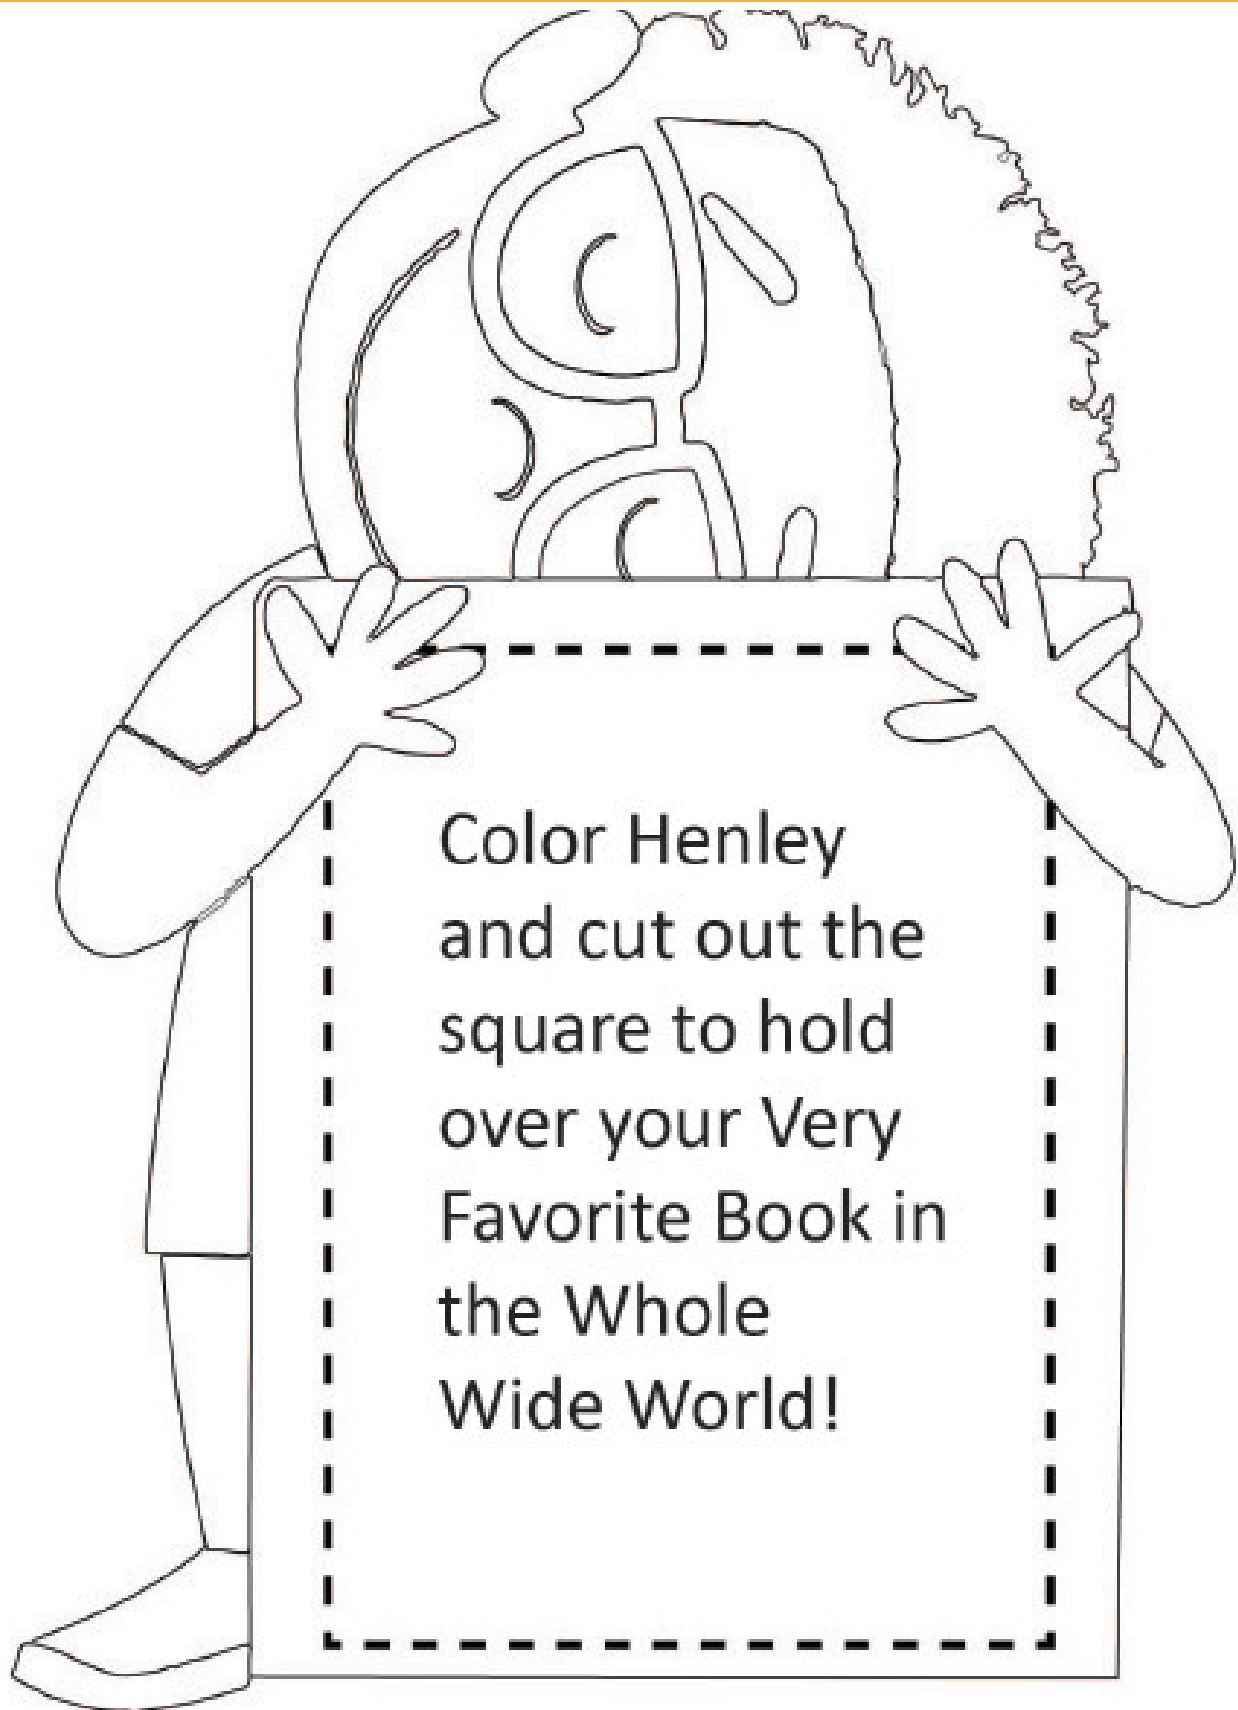 Color Henley
and cut out the
square to hold
over your Very
Favorite Book in
the Whole
Wide World!